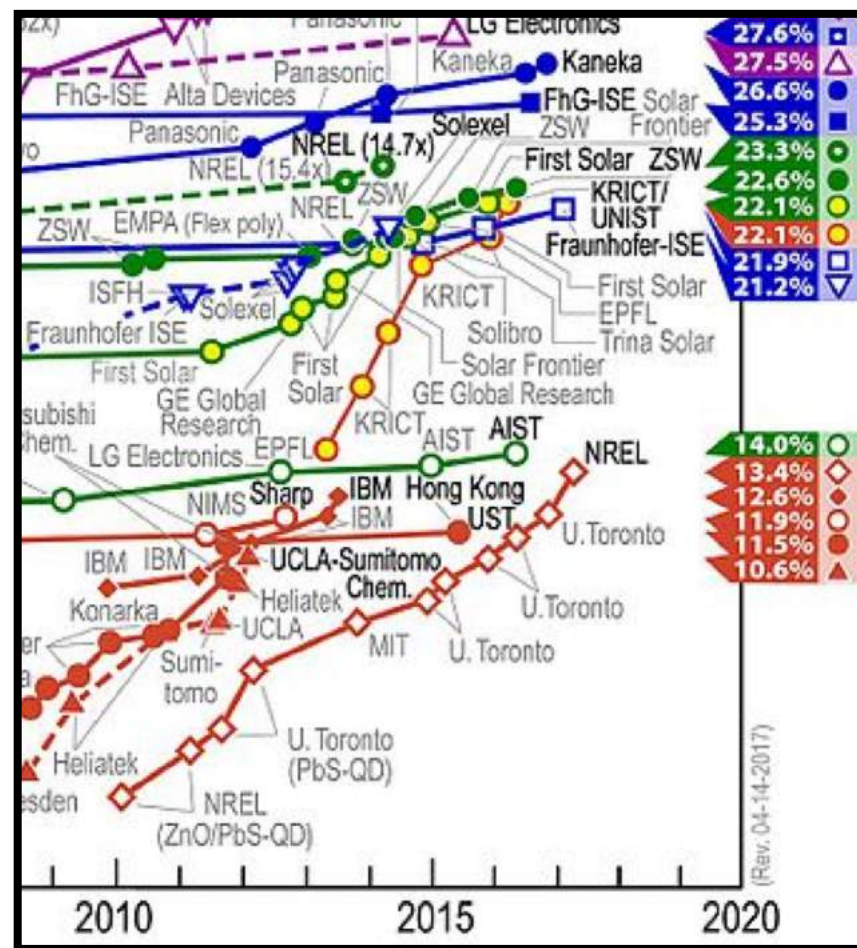 2x)
Panasonic
LG Electronics
Kaneka
Kaneka
Panasonic
FhG-ISE
Alta Devices
FhG-ISE
Solar
Frontier
Solexel
ZSW
Panasonic
NREL (14.7x)
NREL (15.4x)
First Solar
ZSW
ZSW
KRICT/
UNIST
NREL
EMPA (Flex poly)
ZSW
Fraunhofer-ISE
ISFH
Solexel
KRICT
First Solar
EPFL
Trina Solar
Solibro
Fraunhofer ISE
First Solar
First
Solar
Solar Frontier
GE Global Research
GE Global
Research
KRICT
subishi
Chem.
EPFL
AIST
AIST
LG Electronics
NREL
NIMS
Sharp
IBM
IBM
Hong Kong
UST
U.Toronto
IBM
IBM
UCLA-Sumitomo
Chem.
Heliatek
U.Toronto
Konarka
UCLA
MIT
U. Toronto
Sumi-
tomo
U. Toronto
(PbS-QD)
Heliatek
esden
NREL
(ZnO/PbS-QD)
27.6%
27.5%
26.6%
25.3%
23.3%
22.6%
22.1%
22.1%
21.9%
21.2%
14.0%
13.4%
12.6%
11.9%
11.5%
10.6%
(Rev. 04-14-2017)
2010
2015
2020